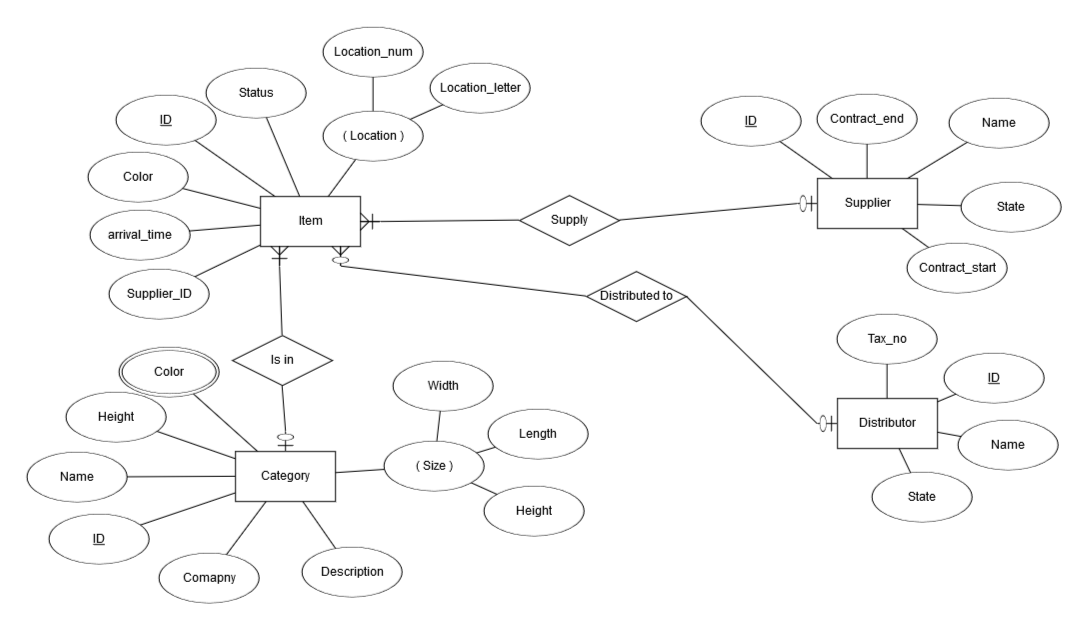 Location_num
Location_letter
Status
ID
( Location )
Color
arrival_time
Supplier_ID
Item
Supply
ID
Contract_end
Name
Supplier
State
Contract_start
Distributed to
Is in
Tax_no
ID
Distributor
Name
State
Color
Height
Name
ID
Category
Comapny
Description
Width
( Size )
Length
Height